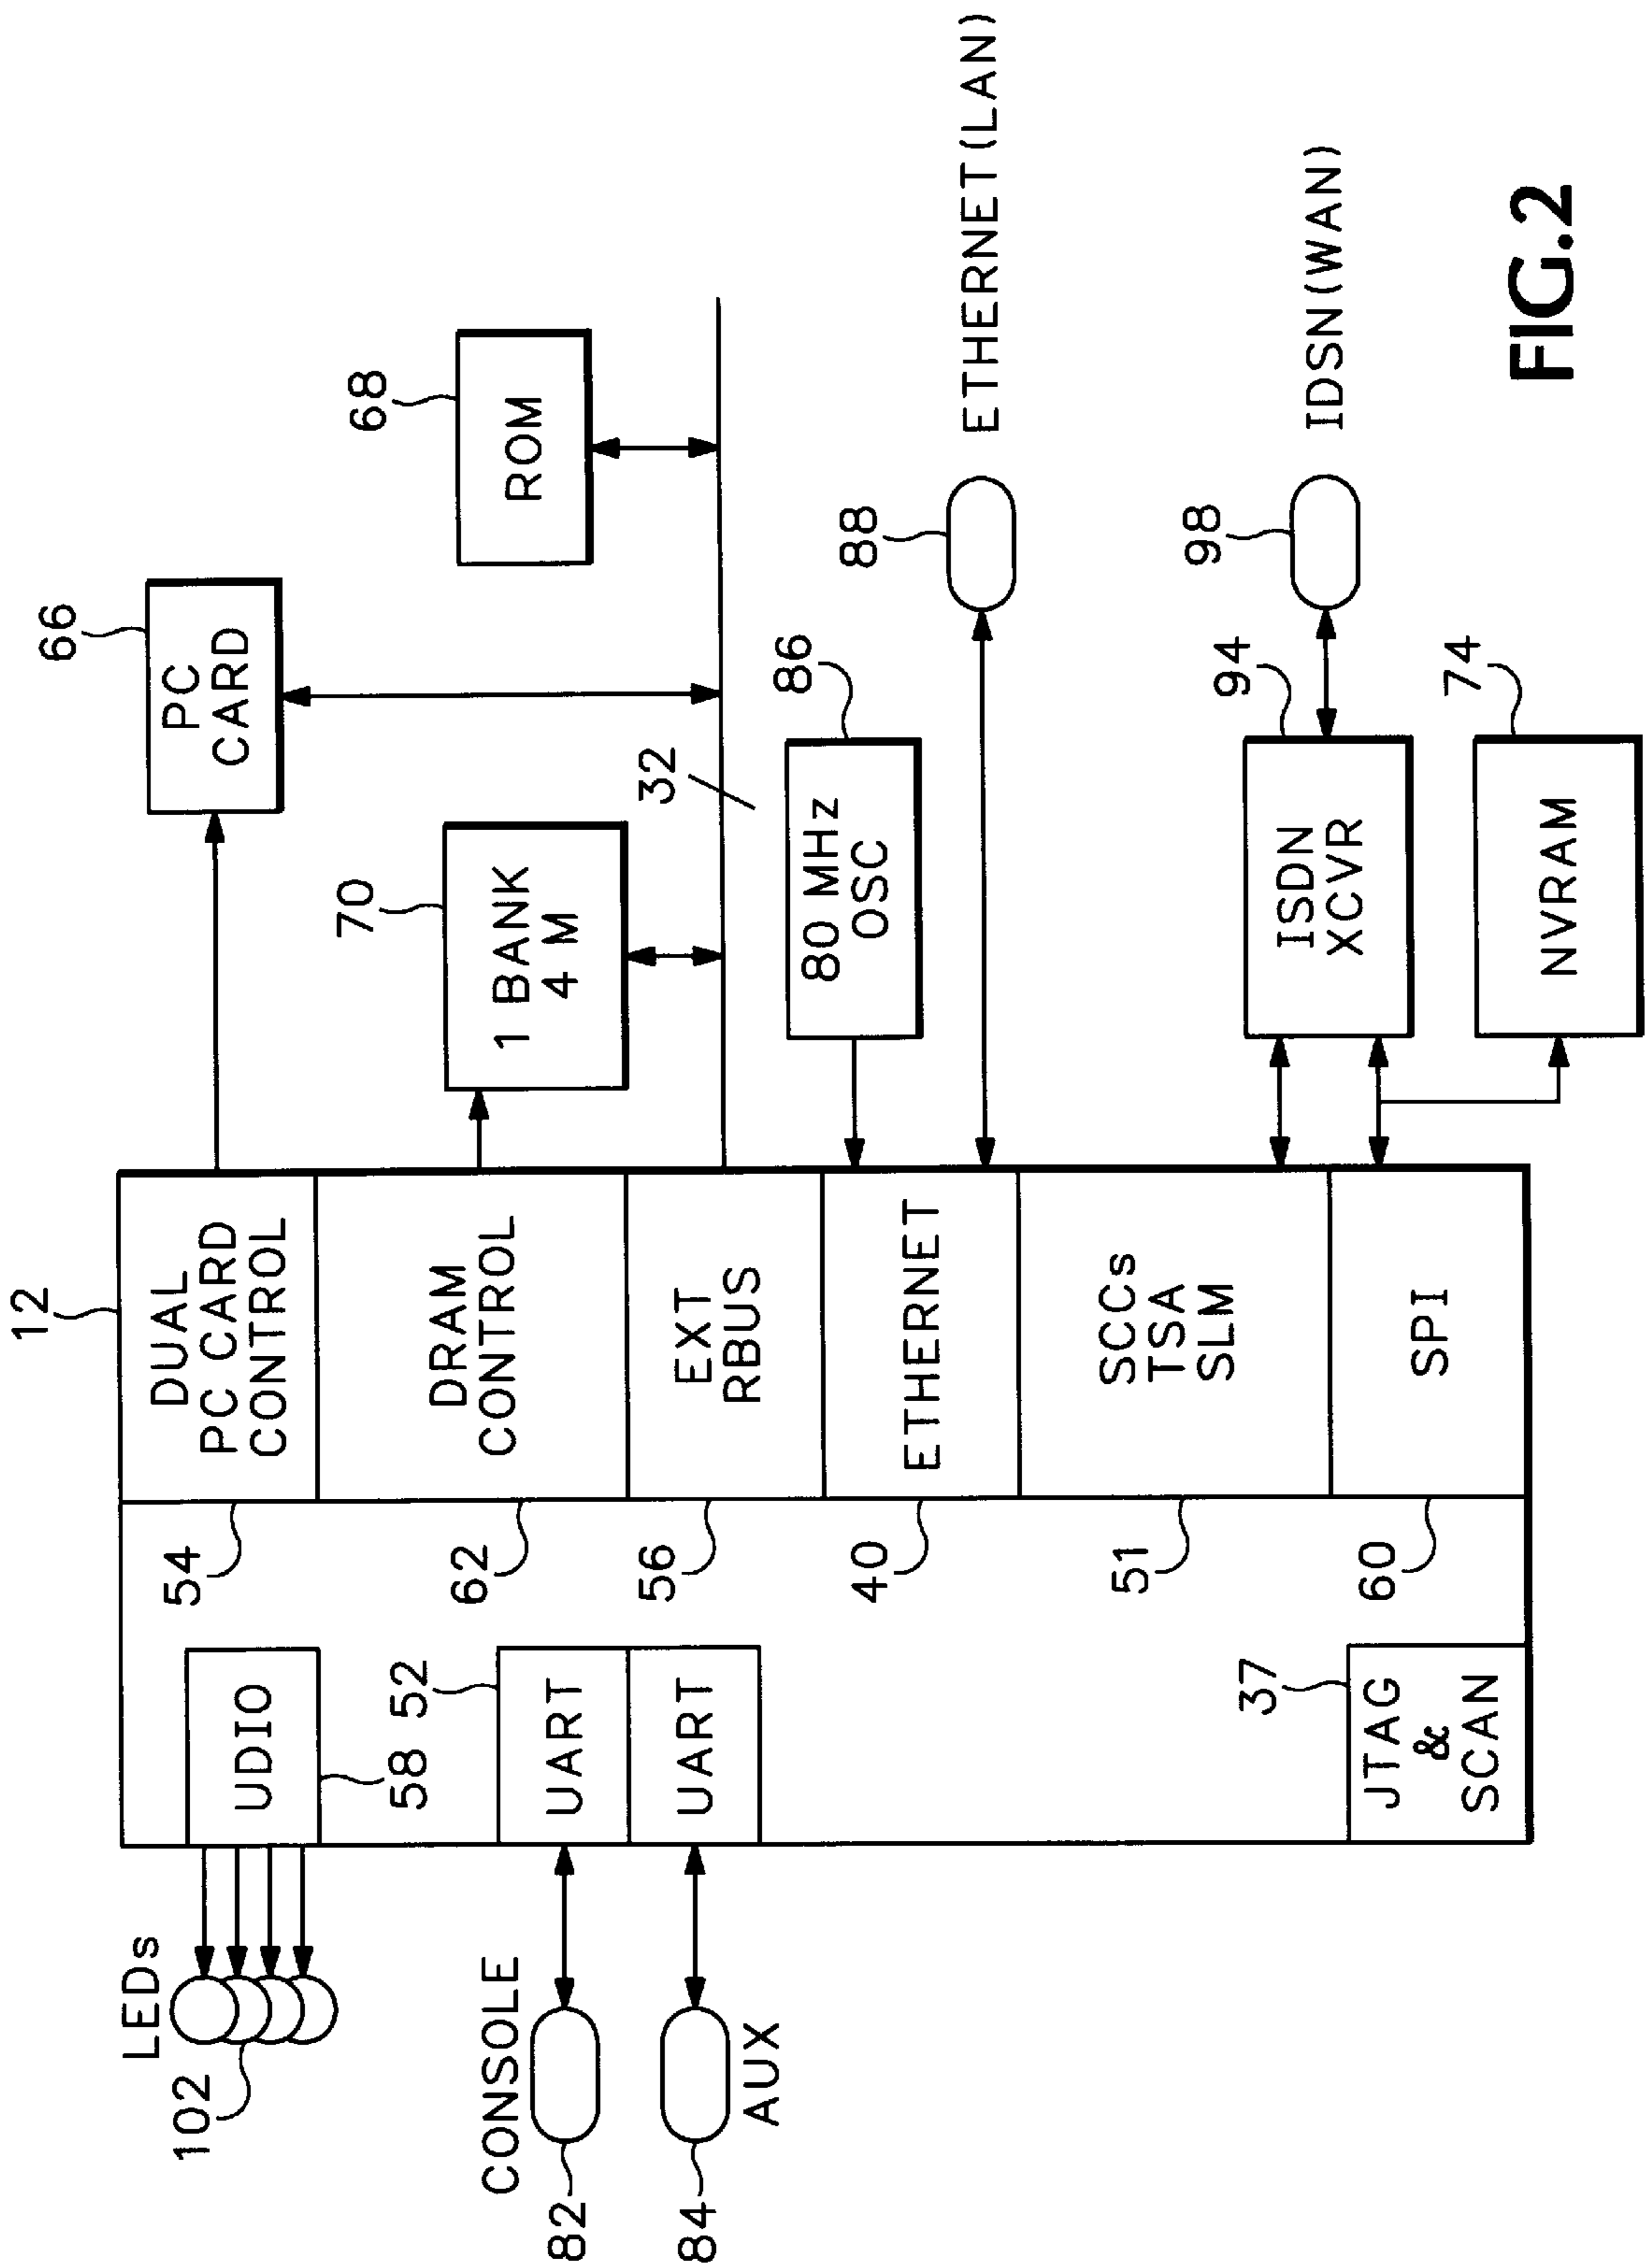 12
66
68
LEDs
102
UDIO
58
54
DUAL
PC CARD
CONTROL
PC
CARD
ROM
CONSOLE
82
52
UART
62
DRAM
CONTROL
70
1 BANK
4 M
84
AUX
UART
56
EXT
RBUS
32
40
ETHERNET
86
80 MHz
OSC
88
ETHERNET(LAN)
51
SCCs
TSA
SLM
94
ISDN
XCVR
98
IDSN(WAN)
37
JTAG
&
SCAN
60
SPI
74
NVRAM
FIG.2